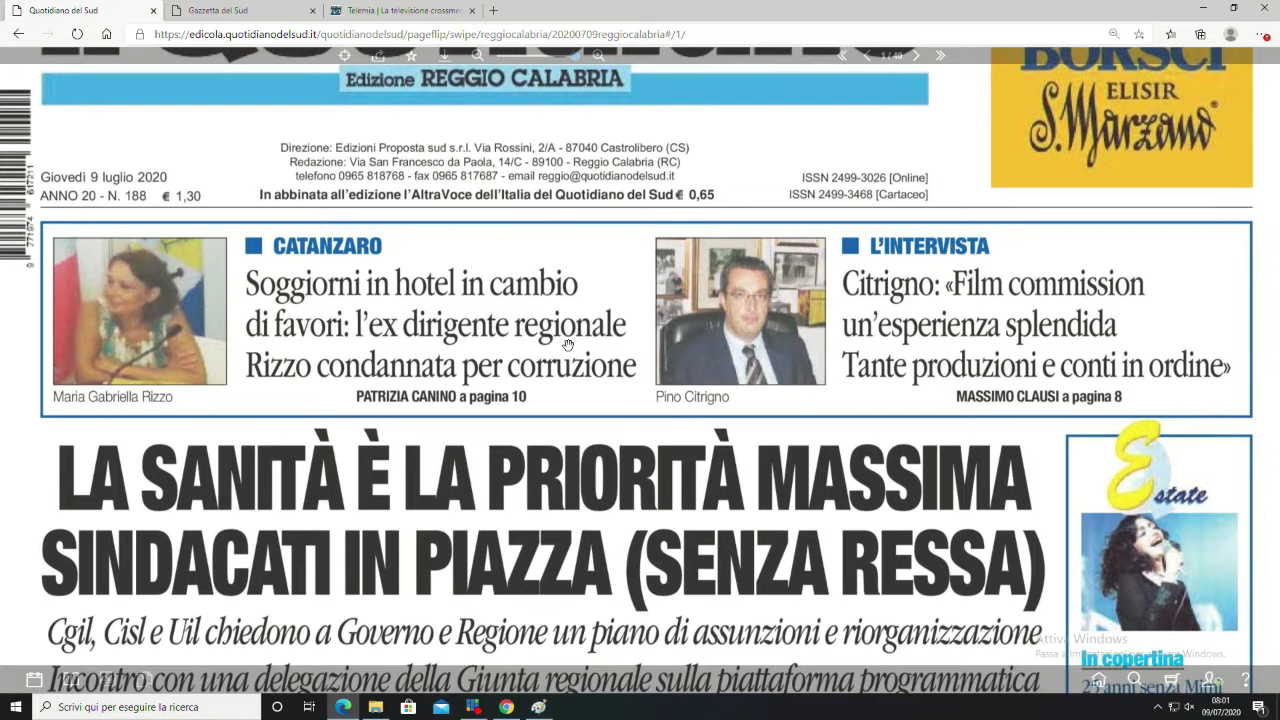 Quotidiano del Sud
Gazzetta del Sud
Telemia | La television crossmed
https://edicola.quotidianodelsud.it/quotidianodelsud/pageflip/swipe/reggiocalabria/20200709reggiocalabria#/1/
1 / 40
Edizione REGGIO CALABRIA
BORSCI
ELISIR
S. Marzano
Direzione: Edizioni Proposta sud s.r.l. Via Rossini, 2/A - 87040 Castrolibero (CS)
Redazione: Via San Francesco da Paola, 14/C - 89100 - Reggio Calabria (RC)
telefono 0965 818768 - fax 0965 817687 - email reggio@quotidianodelsud.it
In abbinata all'edizione l'AltraVoce dell'Italia del Quotidiano del Sud € 0,65
Giovedì 9 luglio 2020
ANNO 20 - N. 188 € 1,30
ISSN 2499-3026 [Online]
ISSN 2499-3468 [Cartaceo]
CATANZARO
Soggiorni in hotel in cambio
di favori: l'ex dirigente regionale
Rizzo condannata per corruzione
Maria Gabriella Rizzo
PATRIZIA CANINO a pagina 10
L'INTERVISTA
Citrigno: «Film commission
un'esperienza splendida
Tante produzioni e conti in ordine»
Pino Citrigno
MASSIMO CLAUSI a pagina 8
LA SANITÀ È LA PRIORITÀ MASSIMA
SINDACATI IN PIAZZA (SENZA RESSA)
Cgil, Cisl e Uil chiedono a Governo e Regione un piano di assunzioni e riorganizzazione
Incontro con una delegazione della Giunta regionale sulla piattaforma programmatica
Estate
In copertina
25 anni senza Mimì
Attiva Windows
Scrivi qui per eseguire la ricerca
08:01
09/07/2020